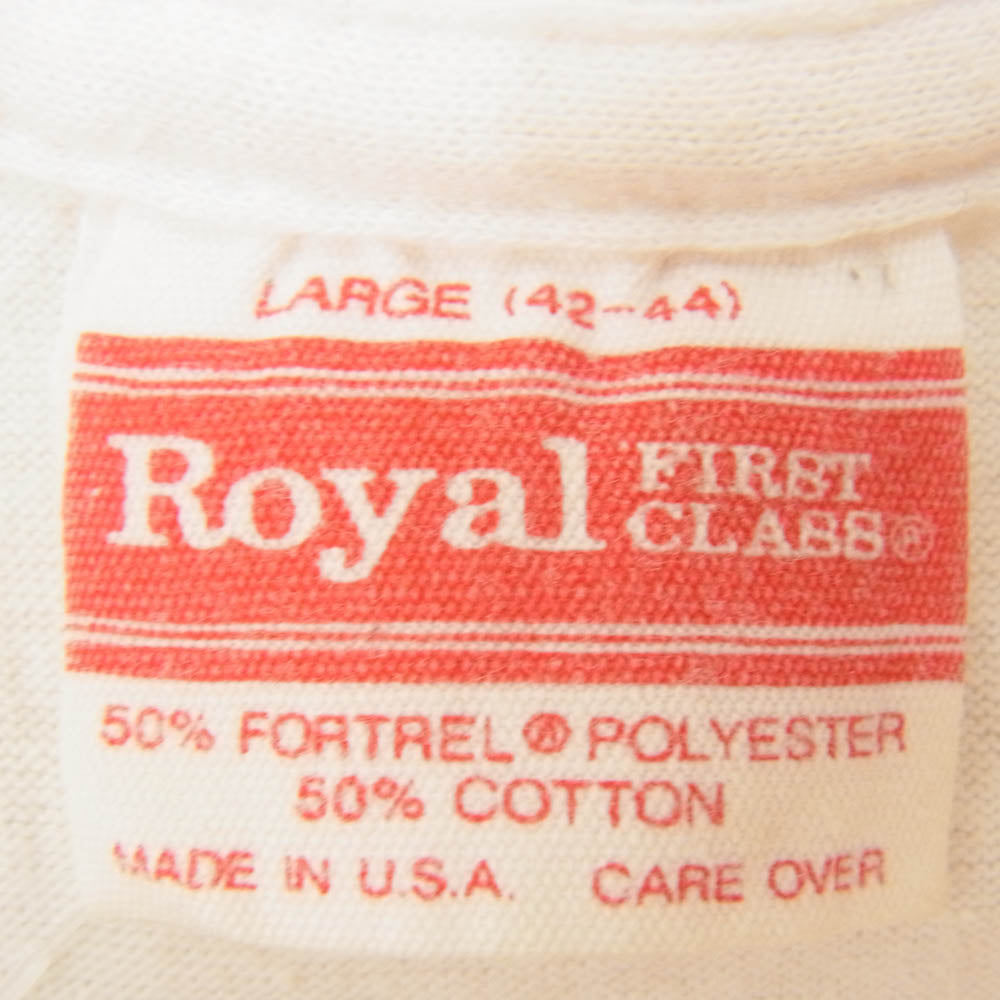 LARGE (42-44)
Royal FIRST
CLASS®
50% FORTREL® POLYESTER
50% COTTON
MADE IN U.S.A. CARE OVER